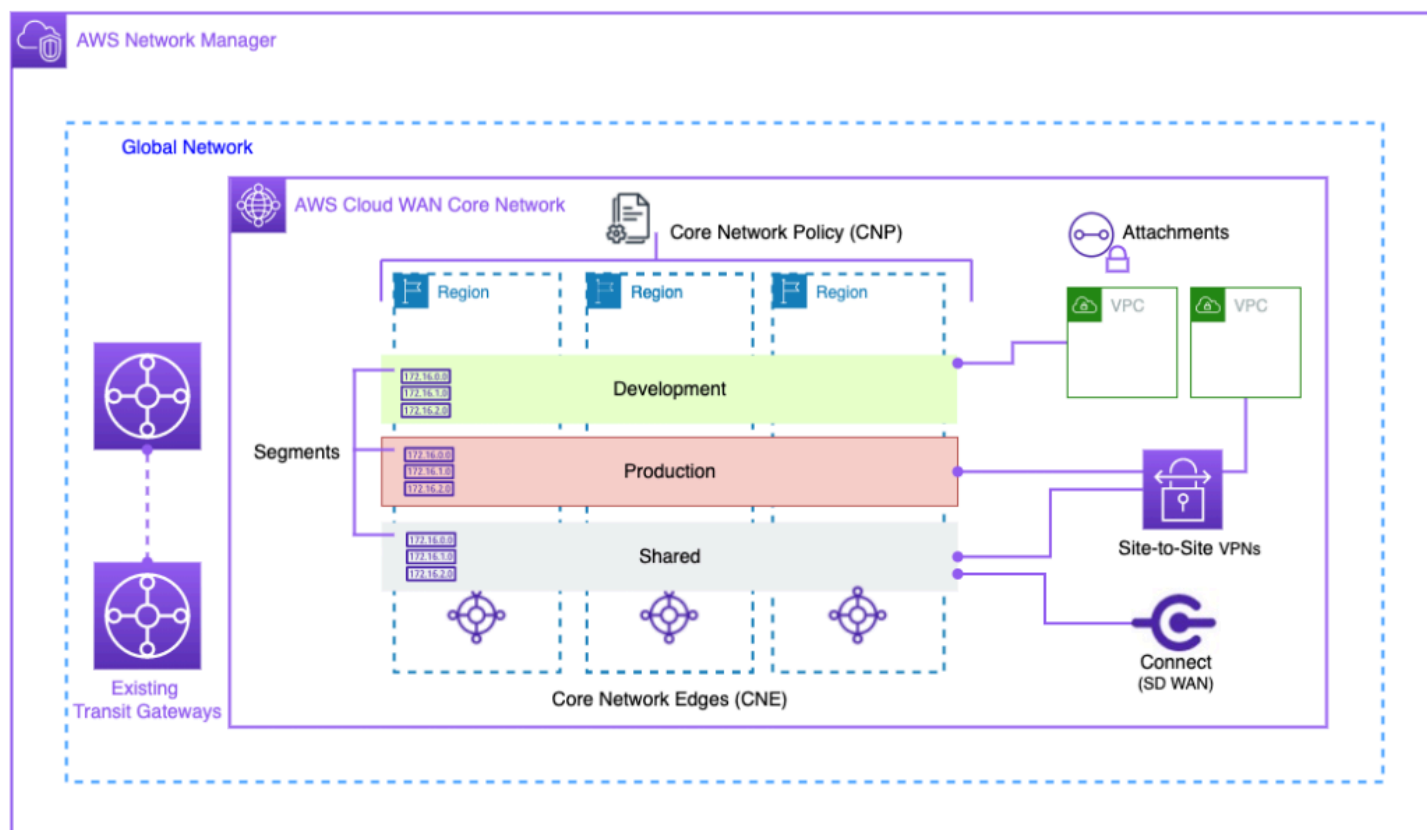 AWS Network Manager
Global Network
AWS Cloud WAN Core Network
Core Network Policy (CNP)
Attachments
Region
Region
Region
VPC
VPC
172.16.0.0
172.16.1.0
172.16.2.0
Development
Segments
172.16.0.0
172.16.1.0
172.16.2.0
Production
172.16.0.0
172.16.1.0
172.16.2.0
Shared
Site-to-Site VPNs
Connect
(SD WAN)
Existing
Transit Gateways
Core Network Edges (CNE)